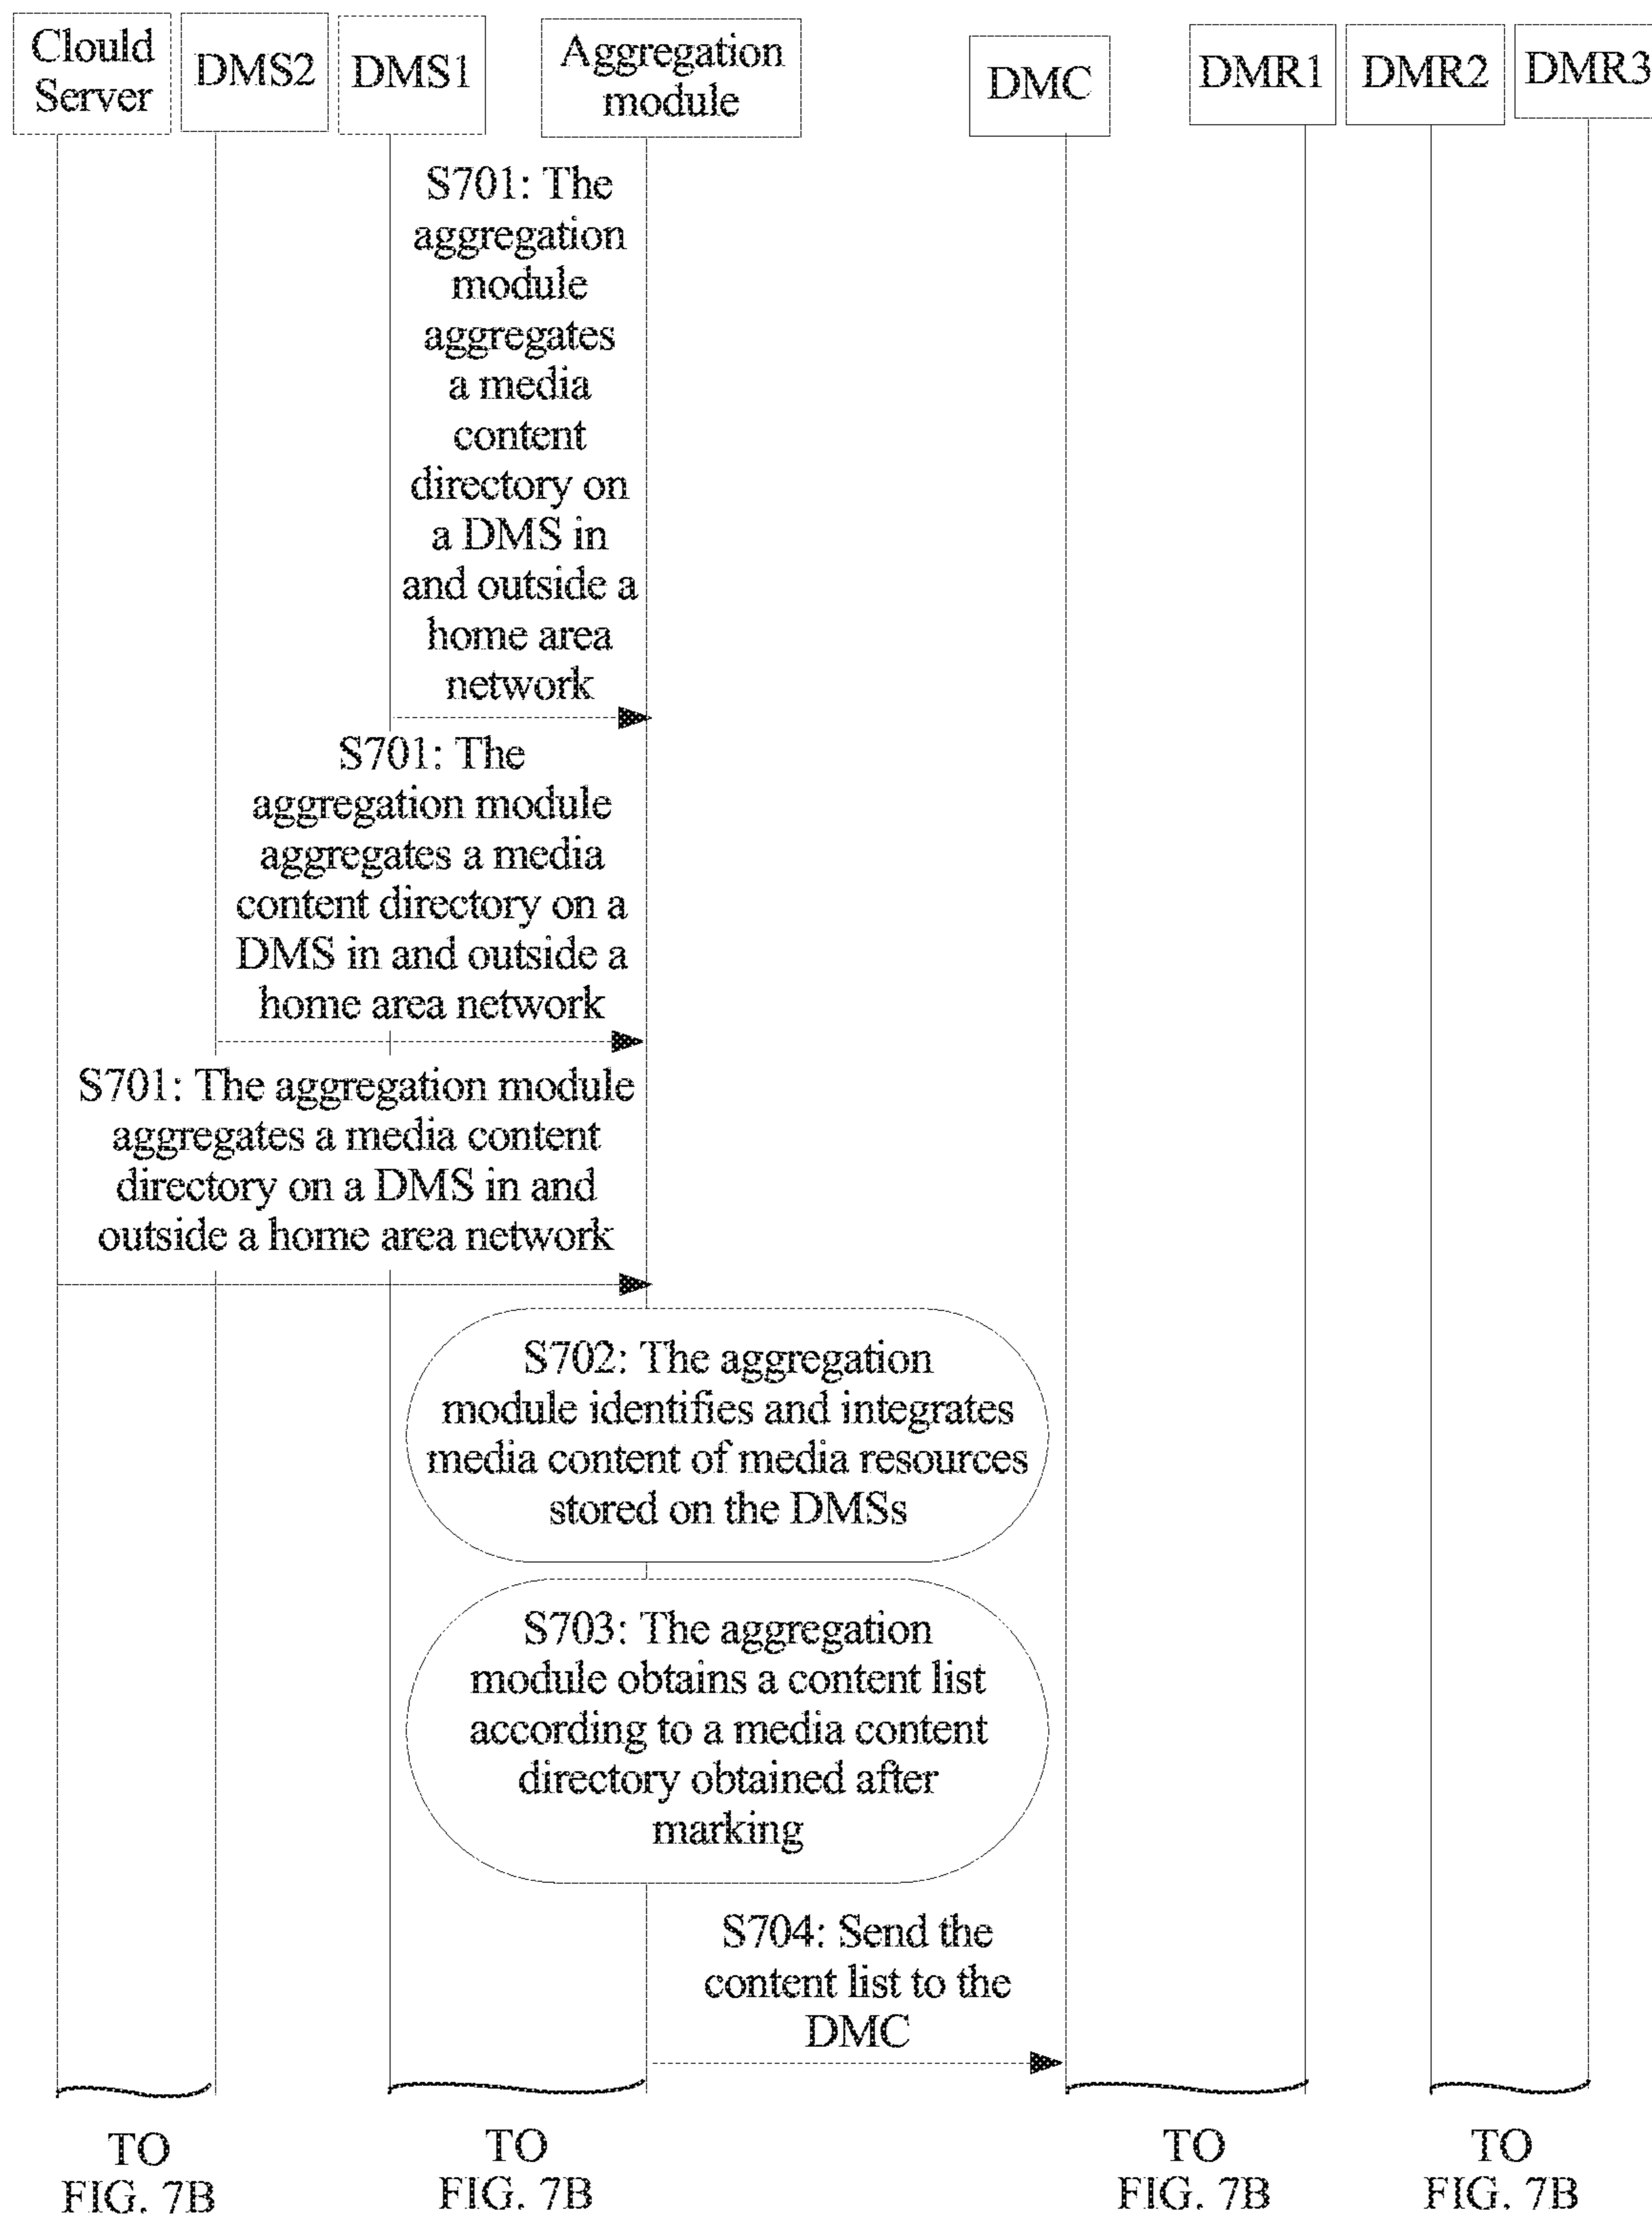 Clould
Server
DMS2
DMS1
Aggregation
module
DMC
DMR1
DMR2
DMR3
S701: The
aggregation
module
aggregates
a media
content
directory on
a DMS in
and outside a
home area
network
S701: The
aggregation module
aggregates a media
content directory on a
DMS in and outside a
home area network
S701: The aggregation module
aggregates a media content
directory on a DMS in and
outside a home area network
S702: The aggregation
module identifies and integrates
media content of media resources
stored on the DMSs
S703: The aggregation
module obtains a content list
according to a media content
directory obtained after
marking
S704: Send the
content list to the
DMC
TO
FIG. 7B
TO
FIG. 7B
TO
FIG. 7B
TO
FIG. 7B